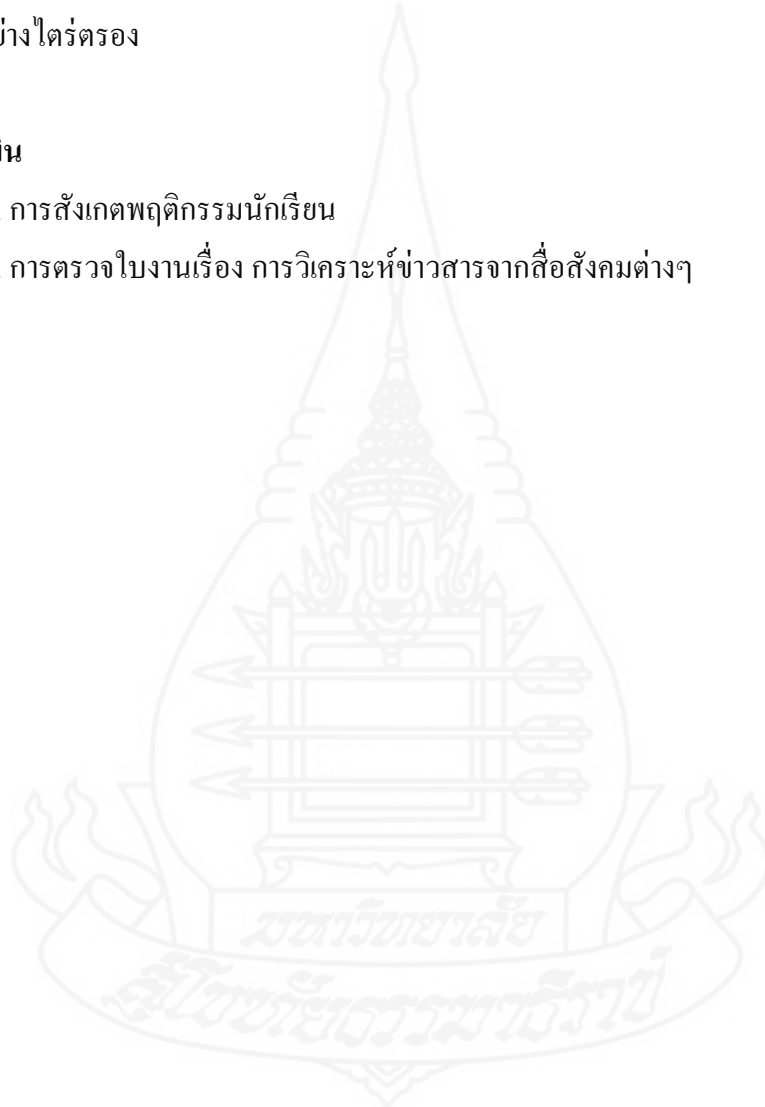 ย่างไตร่ตรอง
มิน
. การสังเกตพฤติกรรมนักเรียน
. การตรวจใบงานเรื่อง การวิเคราะห์ข่าวสารจากสื่อสังคมต่างๆ
มหาวิทยาลัย
สุโขทัยธรรมาธิราช